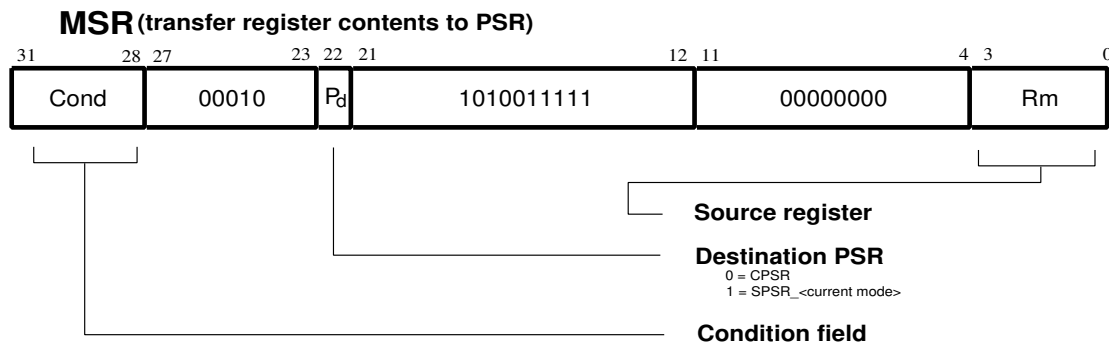 MSR (transfer register contents to PSR)
31 28 27 23 22 21 12 11 4 3 0
Cond 00010 Pd 1010011111 00000000 Rm
Source register
Destination PSR
0 = CPSR
1 = SPSR_<current mode>
Condition field